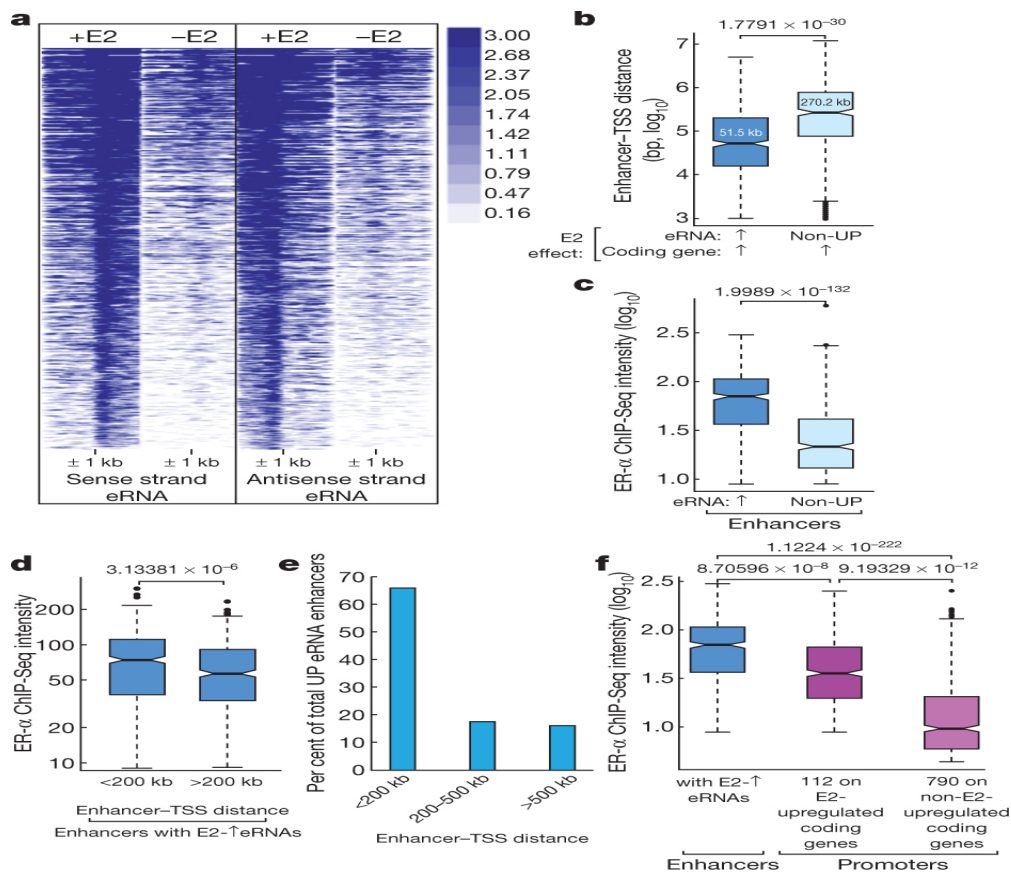 a
+E2 −E2 +E2 −E2
3.00
2.68
2.37
2.05
1.74
1.42
1.11
0.79
0.47
0.16
± 1 kb ± 1 kb ± 1 kb ± 1 kb
Sense strand eRNA
Antisense strand eRNA
b
1.7791 × 10⁻³⁰
Enhancer–TSS distance
(bp, log₁₀)
7
6
5
4
3
51.5 kb
270.2 kb
E2 effect:
eRNA: ↑ Non-UP
Coding gene: ↑ ↑
c
1.9989 × 10⁻¹³²
ER-α ChIP-Seq intensity (log₁₀)
2.5
2.0
1.5
1.0
eRNA: ↑ Non-UP
Enhancers
d
3.13381 × 10⁻⁶
ER-α ChIP-Seq intensity
200
100
50
20
10
<200 kb >200 kb
Enhancer–TSS distance
Enhancers with E2-↑eRNAs
e
Per cent of total UP eRNA enhancers
70
60
50
40
30
20
10
0
<200 kb
200–500 kb
>500 kb
Enhancer–TSS distance
f
1.1224 × 10⁻²²²
8.70596 × 10⁻⁸ 9.19329 × 10⁻¹²
ER-α ChIP-Seq intensity (log₁₀)
2.5
2.0
1.5
1.0
with E2-↑
eRNAs
112 on
E2-
upregulated
coding
genes
790 on
non-E2-
upregulated
coding
genes
Enhancers Promoters